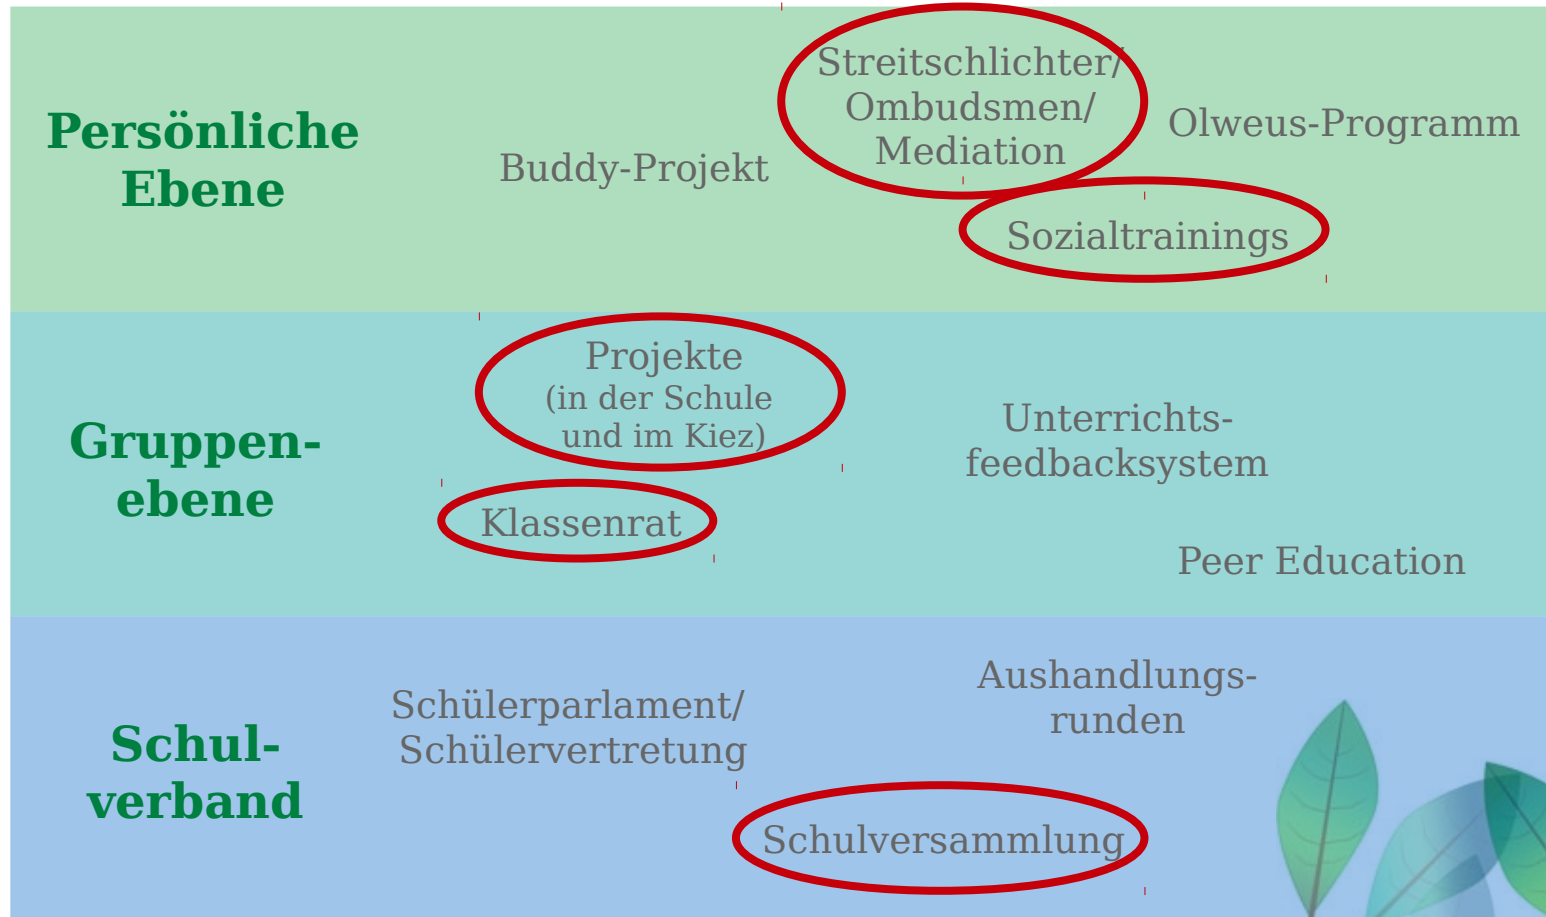 Persönliche
Ebene
Buddy-Projekt
Streitschlichter/
Ombudsmen/
Mediation
Olweus-Programm
Sozialtrainings
Gruppen-
ebene
Projekte
(in der Schule
und im Kiez)
Klassenrat
Unterrichts-
feedbacksystem
Peer Education
Schul-
verband
Schülerparlament/
Schülervertretung
Aushandlungs-
runden
Schulversammlung